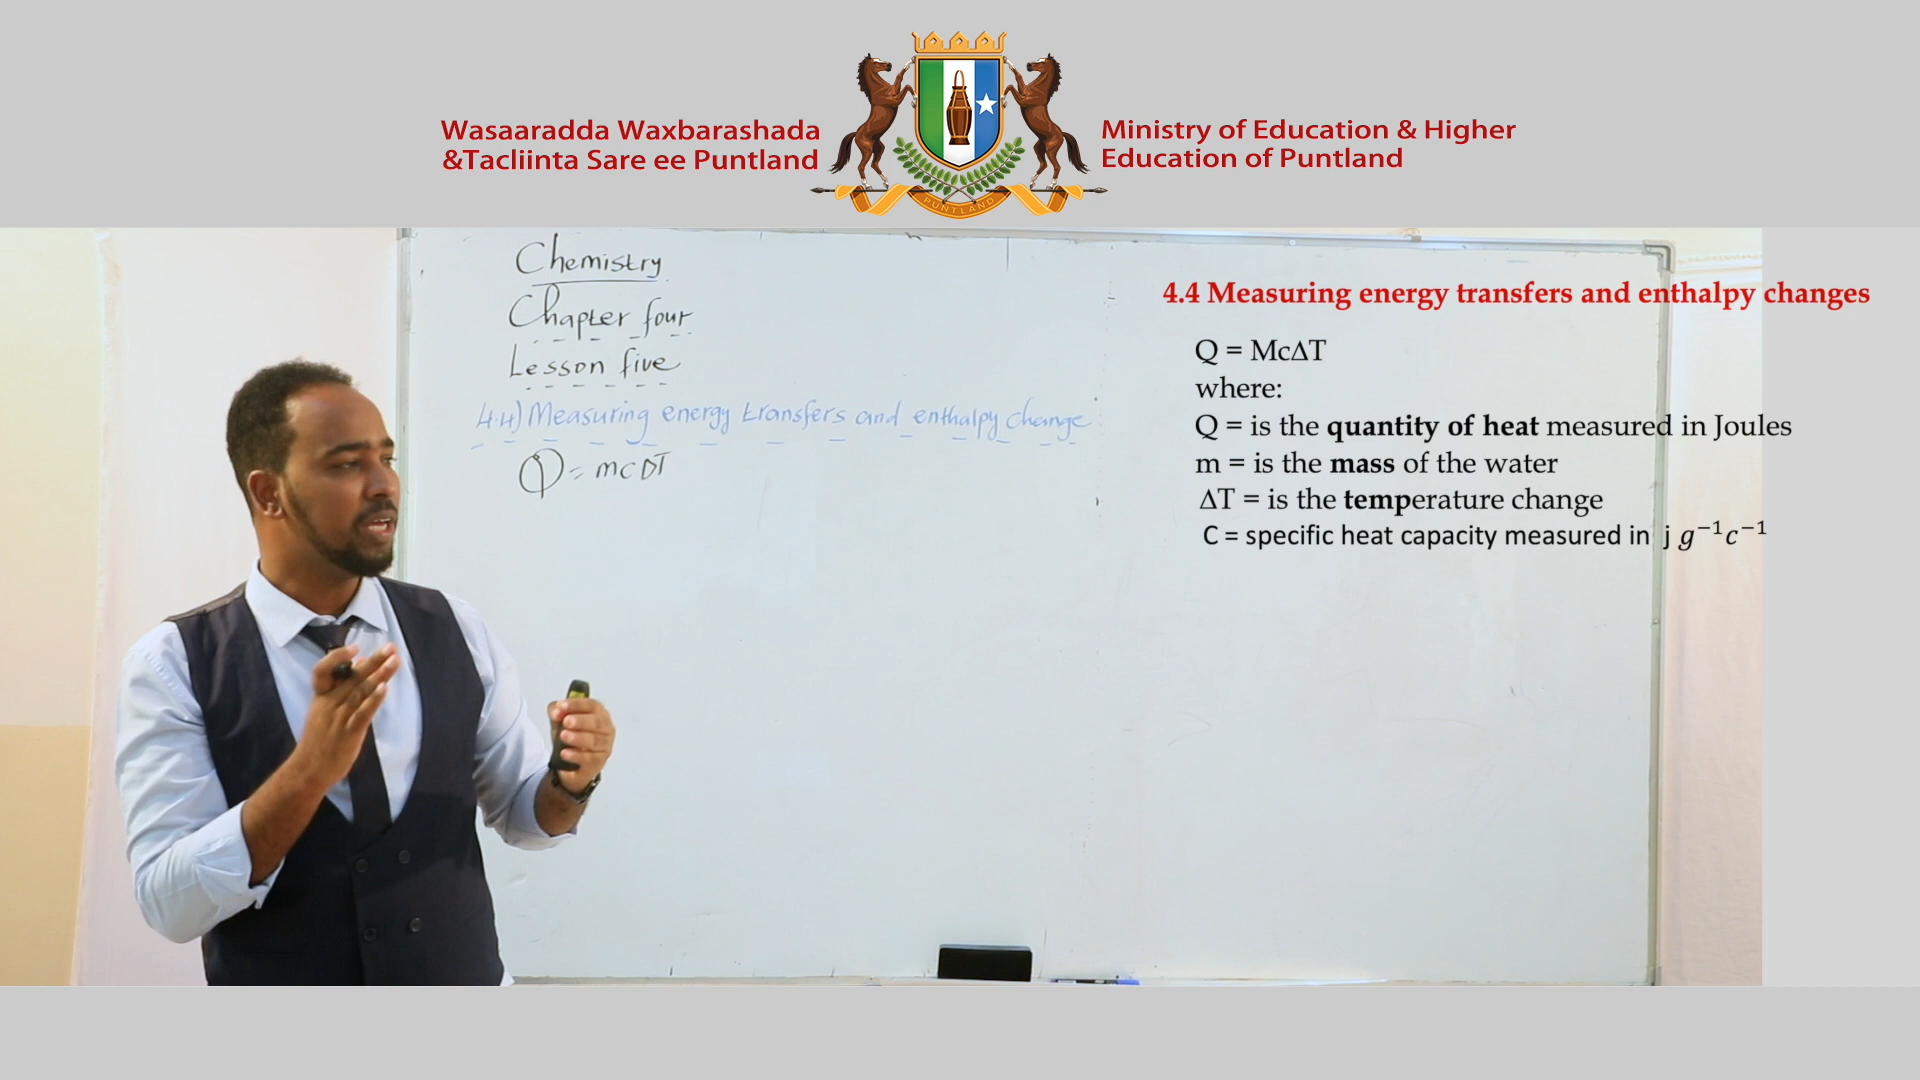 Wasaaradda Waxbarashada
&Tacliinta Sare ee Puntland
PUNTLAND
Ministry of Education & Higher
Education of Puntland
Chemistry
Chapter four
Lesson five
4.4) Measuring energy transfers and enthalpy change
Q = mcΔT
4.4 Measuring energy transfers and enthalpy changes
Q = McΔT
where:
Q = is the quantity of heat measured in Joules
m = is the mass of the water
ΔT = is the temperature change
C = specific heat capacity measured in j g⁻¹c⁻¹